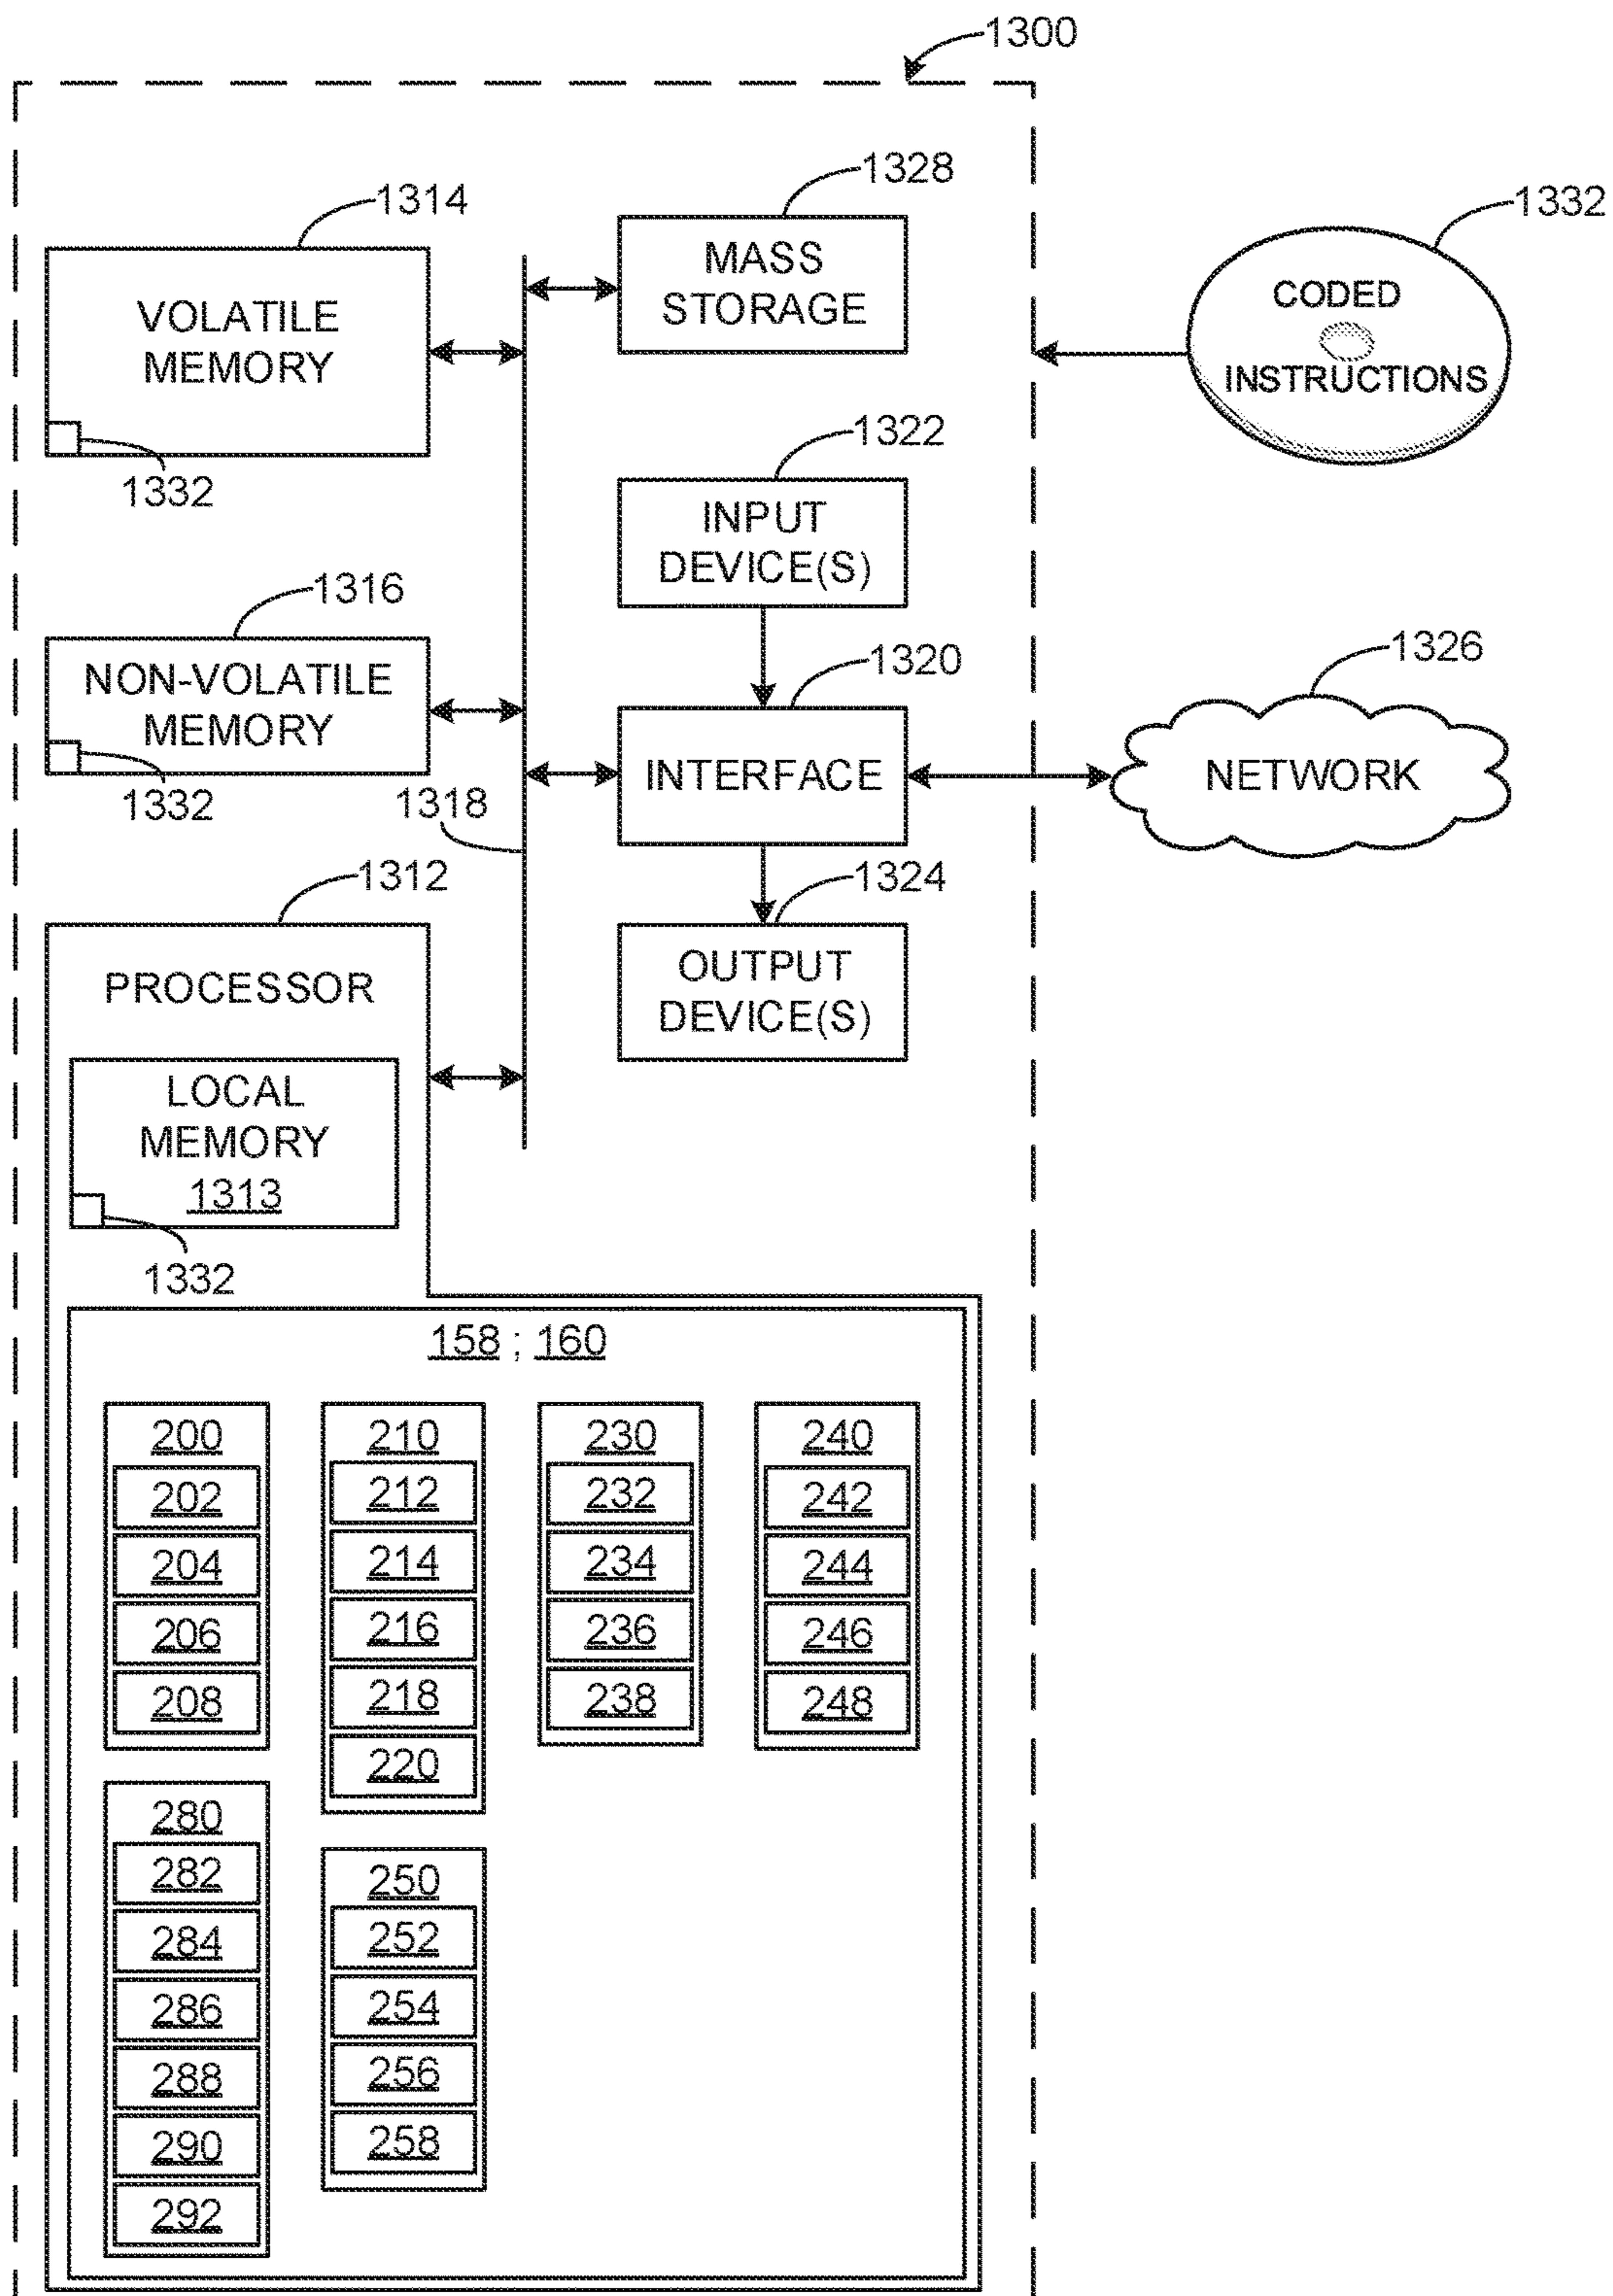 1300
1314
VOLATILE
MEMORY
1332
1328
MASS
STORAGE
1332
CODED
INSTRUCTIONS
1322
INPUT
DEVICE(S)
1316
NON-VOLATILE
MEMORY
1332
1318
1320
INTERFACE
1326
NETWORK
1312
PROCESSOR
1324
OUTPUT
DEVICE(S)
LOCAL
MEMORY
1313
1332
158 ; 160
200
202
204
206
208
210
212
214
216
218
220
230
232
234
236
238
240
242
244
246
248
280
282
284
286
288
290
292
250
252
254
256
258